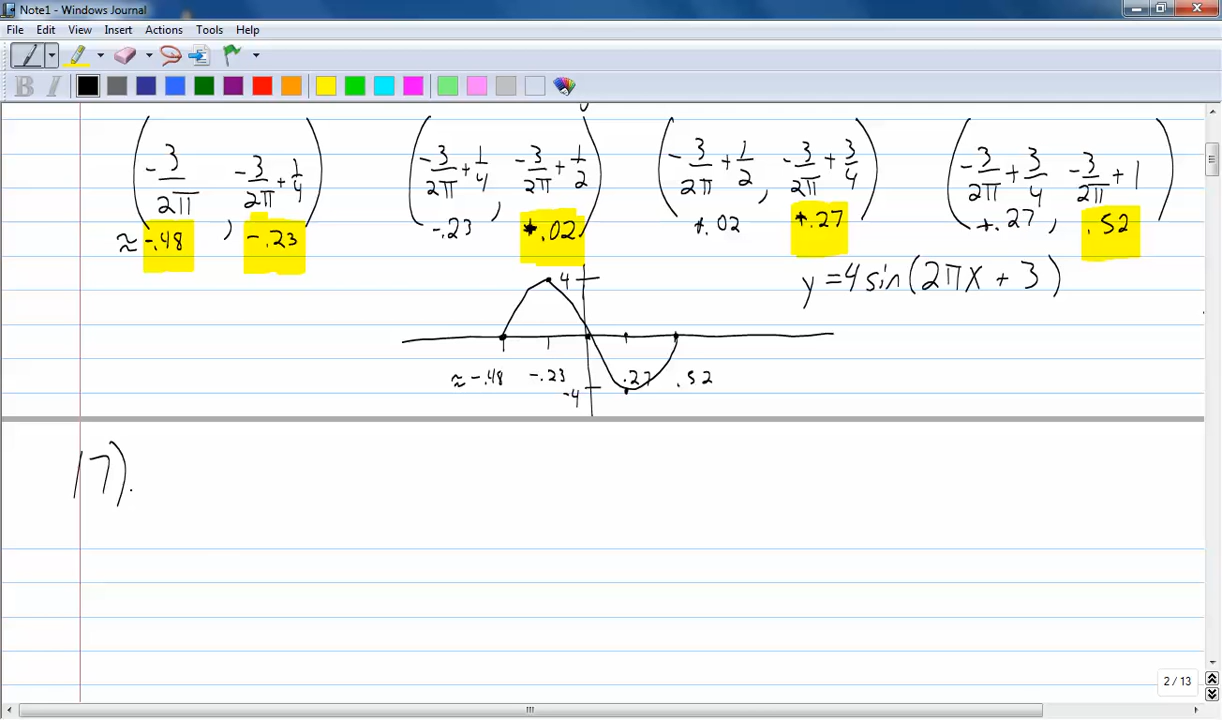 Note1 - Windows Journal
File Edit View Insert Actions Tools Help
B I
(-3/2π , -3/2π + 1/4) (-3/2π + 1/4 , -3/2π + 1/2) (-3/2π + 1/2 , -3/2π + 3/4) (-3/2π + 3/4 , -3/2π + 1)
≈ -.48 , -.23 -.23 +.02 +.02 +.27 +.27 .52
4 y = 4 sin(2πx + 3)
≈ -.48 -.23 .27 .52
-4
17).
2 / 13